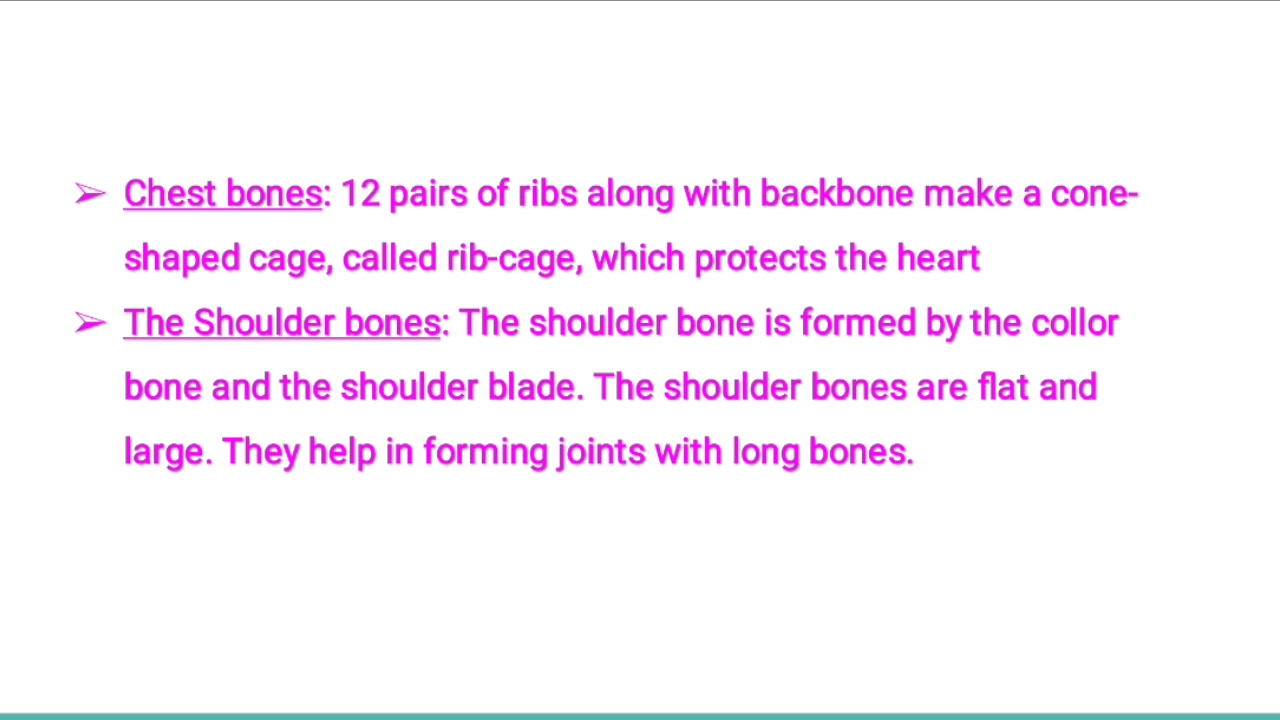 ➢ Chest bones: 12 pairs of ribs along with backbone make a cone-
shaped cage, called rib-cage, which protects the heart
➢ The Shoulder bones: The shoulder bone is formed by the collor
bone and the shoulder blade. The shoulder bones are flat and
large. They help in forming joints with long bones.